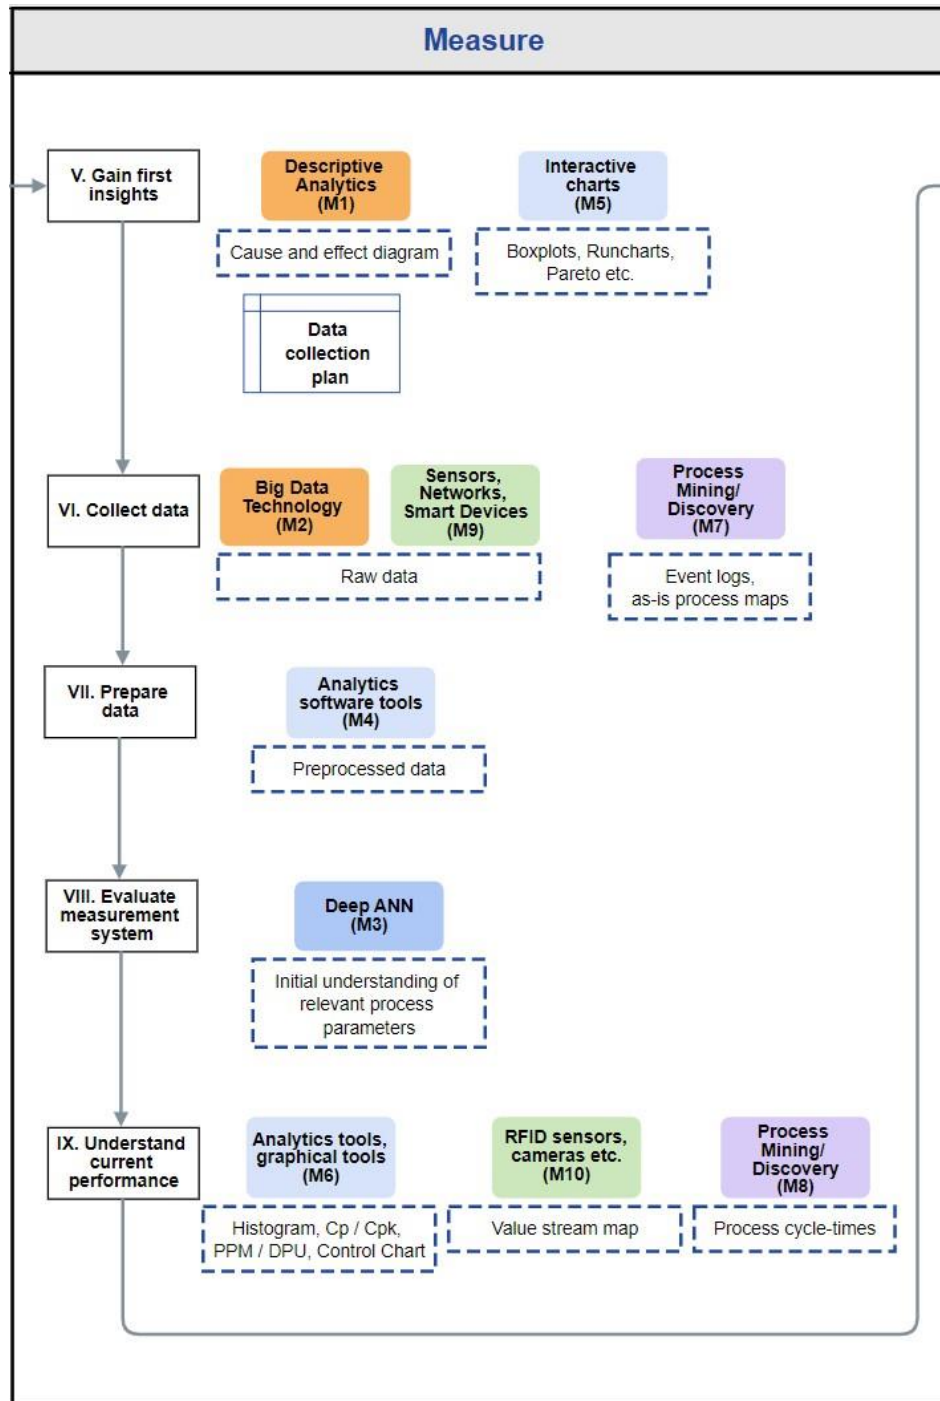 Measure
V. Gain first
insights
Descriptive
Analytics
(M1)
Interactive
charts
(M5)
Cause and effect diagram
Boxplots, Runcharts,
Pareto etc.
Data
collection
plan
VI. Collect data
Big Data
Technology
(M2)
Sensors,
Networks,
Smart Devices
(M9)
Process
Mining/
Discovery
(M7)
Raw data
Event logs,
as-is process maps
VII. Prepare
data
Analytics
software tools
(M4)
Preprocessed data
VIII. Evaluate
measurement
system
Deep ANN
(M3)
Initial understanding of
relevant process
parameters
IX. Understand
current
performance
Analytics tools,
graphical tools
(M6)
RFID sensors,
cameras etc.
(M10)
Process
Mining/
Discovery
(M8)
Histogram, Cp / Cpk,
PPM / DPU, Control Chart
Value stream map
Process cycle-times